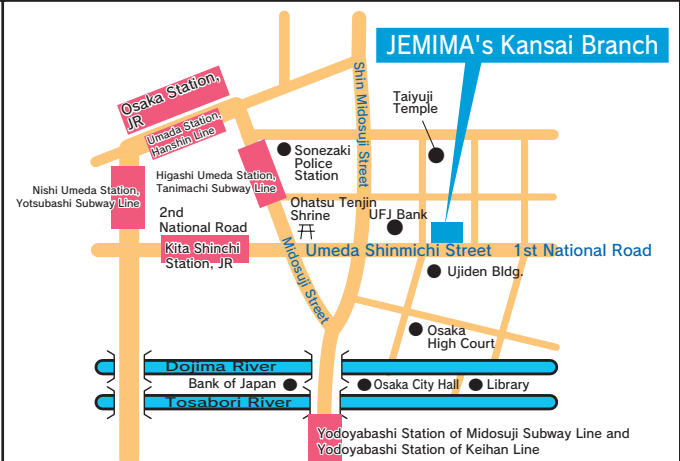 JEMIMA's Kansai Branch
Osaka Station,
JR
Umada Station,
Hanshin Line
Shin Midosuji Street
Taiyuji
Temple
Sonezaki
Police
Station
Higashi Umeda Station,
Tanimachi Subway Line
Nishi Umeda Station,
Yotsubashi Subway Line
Ohatsu Tenjin
Shrine
2nd
National Road
UFJ Bank
Kita Shinchi
Station, JR
Umeda Shinmichi Street
1st National Road
Midosuji Street
Ujiden Bldg.
Osaka
High Court
Dojima River
Bank of Japan
Osaka City Hall
Library
Tosabori River
Yodoyabashi Station of Midosuji Subway Line and
Yodoyabashi Station of Keihan Line